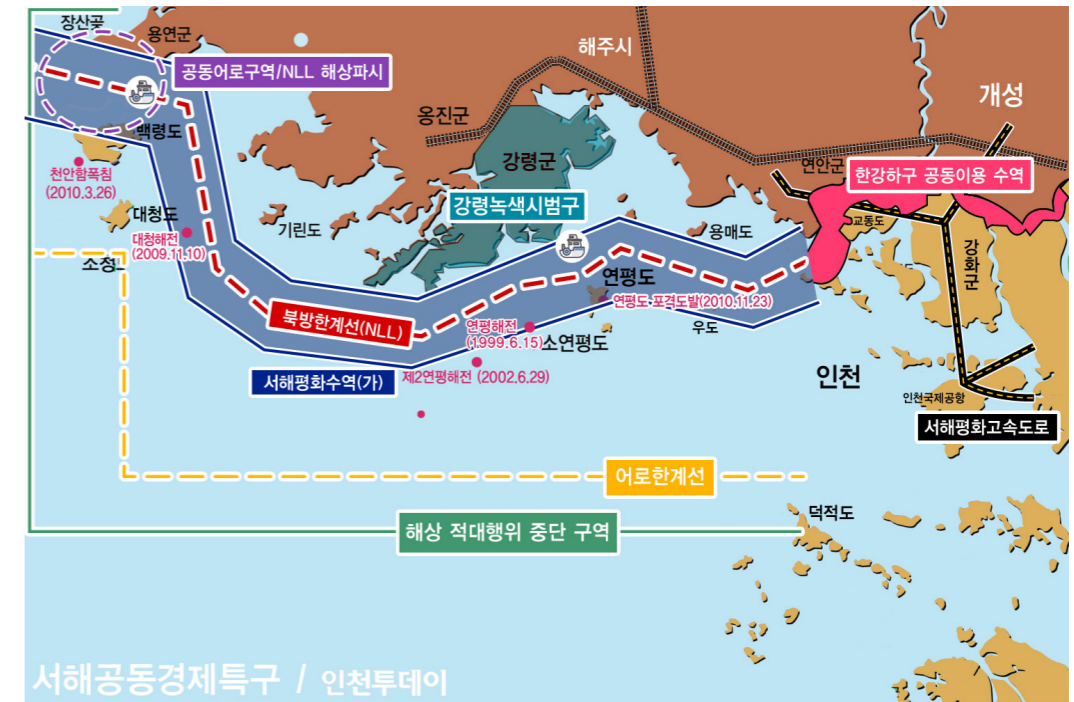 장산곶
용연군
해주시
공동어로구역/NLL 해상파시
개성
옹진군
백령도
강령군
연안군
천안함폭침
(2010.3.26)
한강하구 공동이용 수역
강령녹색시범구
대청도
기린도
용매도
교동도
대청해전
(2009.11.10)
강화군
연평도
연평도 포격도발(2010.11.23)
북방한계선(NLL)
연평해전
(1999.6.15)
우도
소연평도
서해평화수역(가)
제2연평해전 (2002.6.29)
인천
인천국제공항
서해평화고속도로
어로한계선
덕적도
해상 적대행위 중단 구역
서해공동경제특구 / 인천투데이